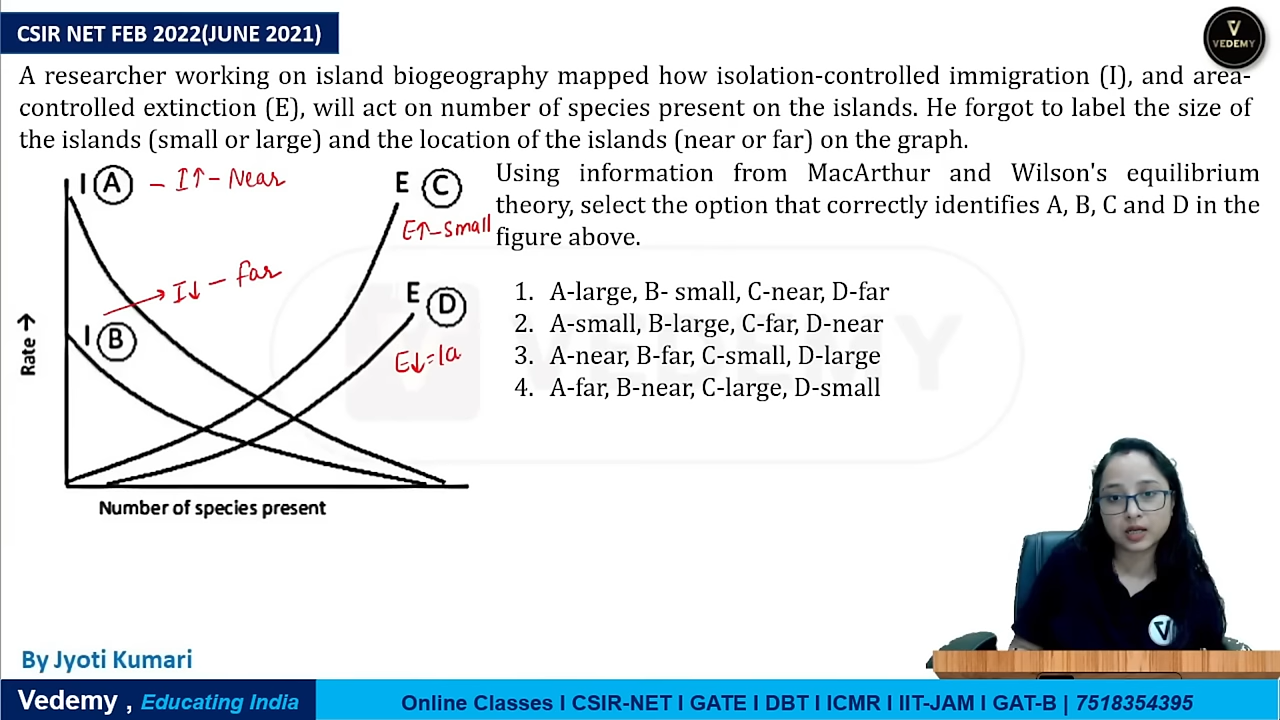 CSIR NET FEB 2022(JUNE 2021)
VEDEMY
A researcher working on island biogeography mapped how isolation-controlled immigration (I), and area-
controlled extinction (E), will act on number of species present on the islands. He forgot to label the size of
the islands (small or large) and the location of the islands (near or far) on the graph.
I A - I↑- Near
E C
E↑-small
I↓ - far
I B
E D
E↓=la
Rate →
Number of species present
Using information from MacArthur and Wilson's equilibrium
theory, select the option that correctly identifies A, B, C and D in the
figure above.
1. A-large, B- small, C-near, D-far
2. A-small, B-large, C-far, D-near
3. A-near, B-far, C-small, D-large
4. A-far, B-near, C-large, D-small
VEDEMY
By Jyoti Kumari
Vedemy , Educating India
Online Classes I CSIR-NET I GATE I DBT I ICMR I IIT-JAM I GAT-B | 7518354395